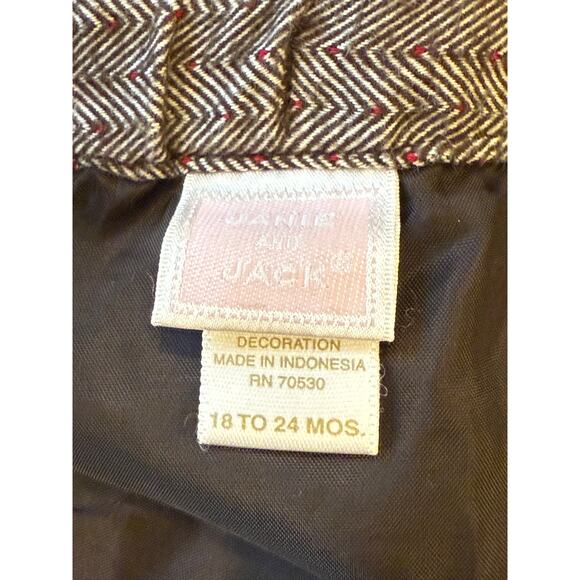 JANIE
AND
JACK®
DECORATION
MADE IN INDONESIA
RN 70530
18 TO 24 MOS.